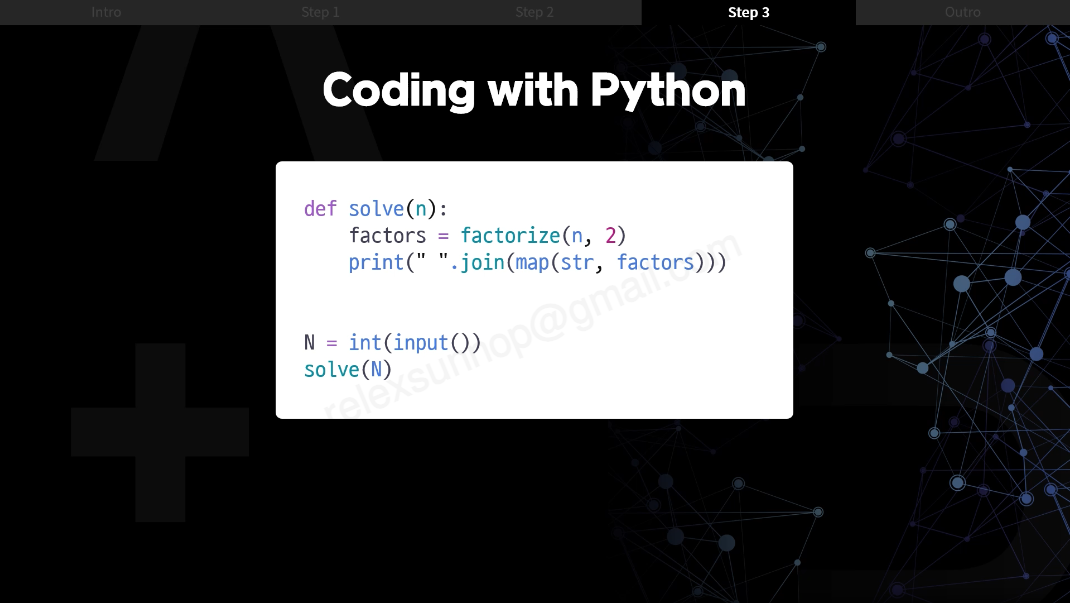 Intro Step 1 Step 2 Step 3 Outro
Coding with Python
def solve(n):
    factors = factorize(n, 2)
    print(" ".join(map(str, factors)))
N = int(input())
solve(N)
relexsunhop@gmail.com